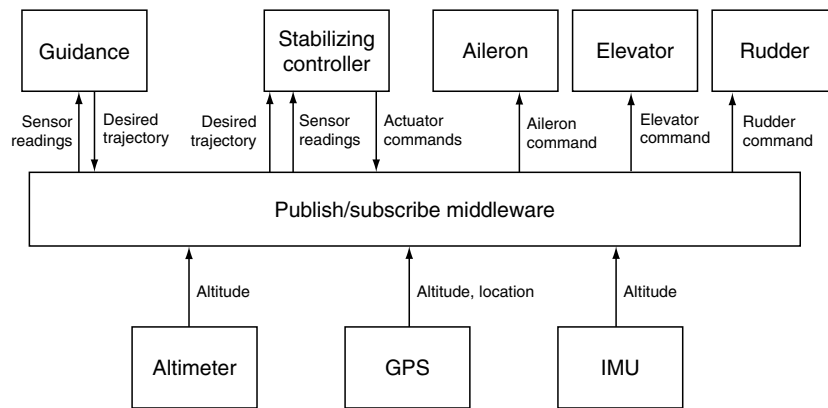 Guidance
Stabilizing
controller
Aileron
Elevator
Rudder
Sensor
readings
Desired
trajectory
Desired
trajectory
Sensor
readings
Actuator
commands
Aileron
command
Elevator
command
Rudder
command
Publish/subscribe middleware
Altitude
Altitude, location
Altitude
Altimeter
GPS
IMU